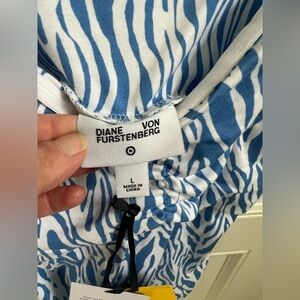 DIANE VON
FURSTENBERG
L
MADE IN
CHINA